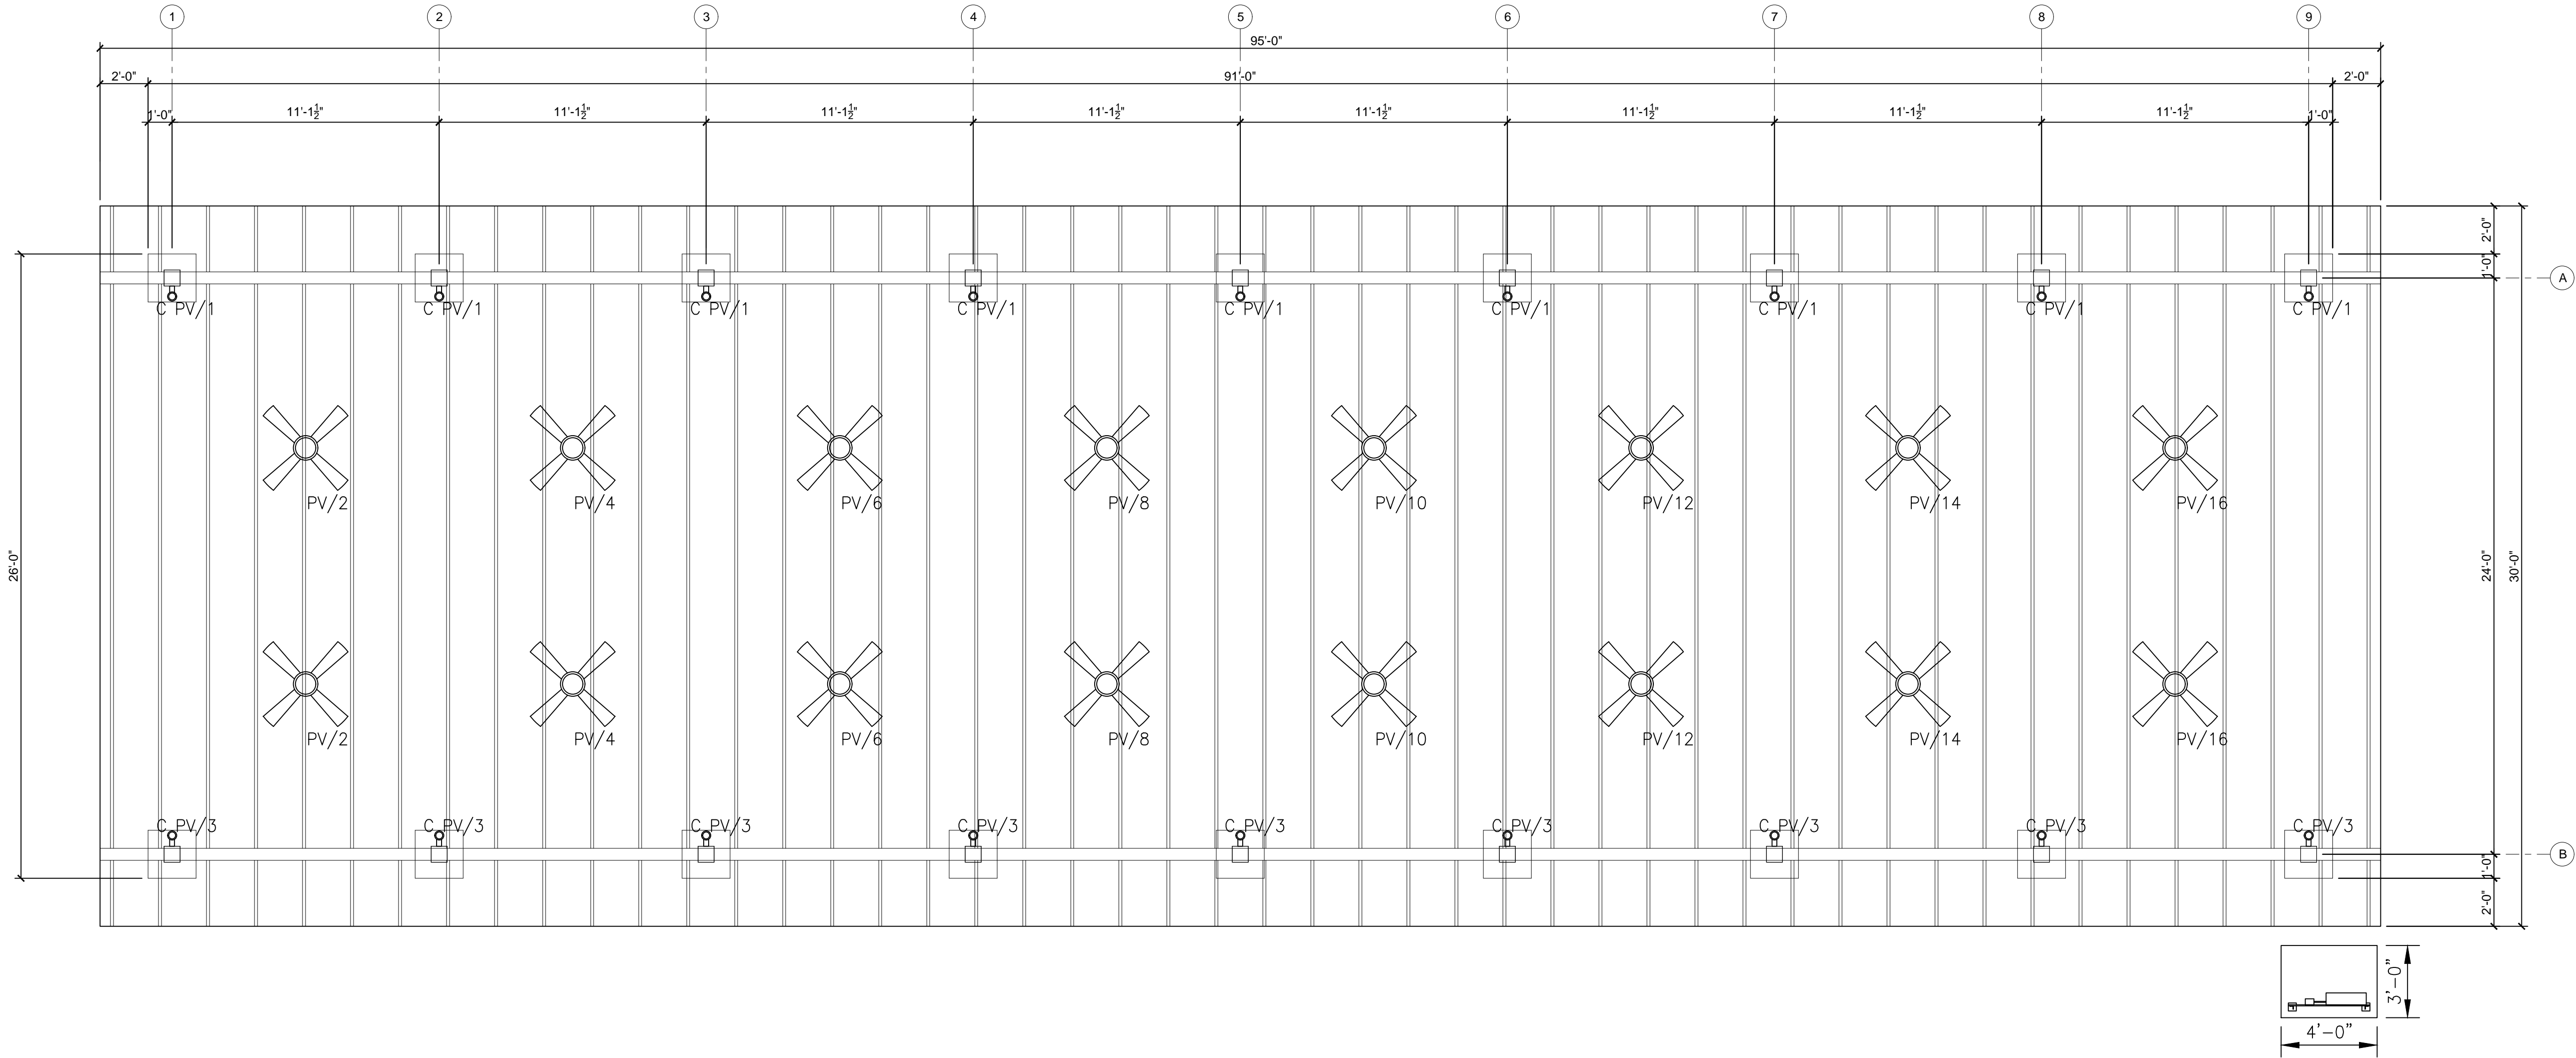 1 2 3 4 5 6 7 8 9
95'-0"
2'-0" 91'-0" 2'-0"
1'-0" 11'-1½" 11'-1½" 11'-1½" 11'-1½" 11'-1½" 11'-1½" 11'-1½" 11'-1½" 1'-0"
2'-0"
1'-0"
A
C PV/1 C PV/1 C PV/1 C PV/1 C PV/1 C PV/1 C PV/1 C PV/1 C PV/1
PV/2 PV/4 PV/6 PV/8 PV/10 PV/12 PV/14 PV/16
26'-0" 24'-0" 30'-0"
PV/2 PV/4 PV/6 PV/8 PV/10 PV/12 PV/14 PV/16
C PV/3 C PV/3 C PV/3 C PV/3 C PV/3 C PV/3 C PV/3 C PV/3 C PV/3
B
1'-0"
2'-0"
3'-0"
4'-0"